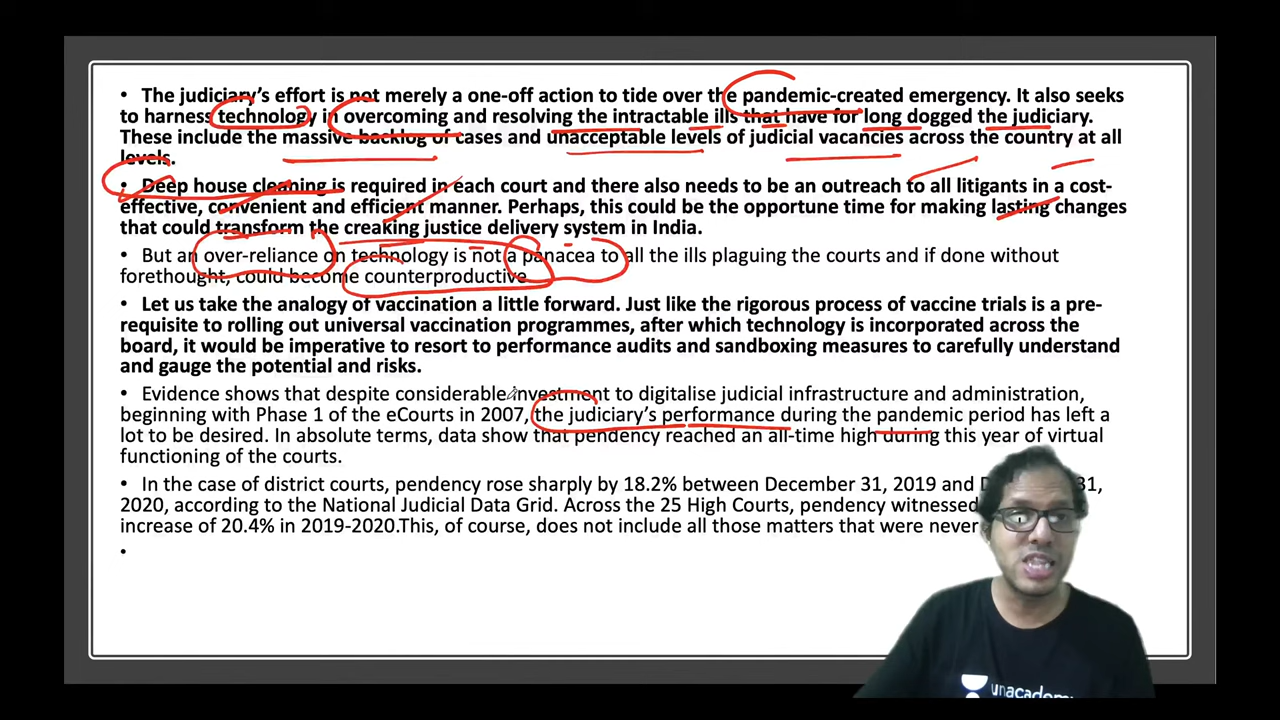 • The judiciary's effort is not merely a one-off action to tide over the pandemic-created emergency. It also seeks
to harness technology in overcoming and resolving the intractable ills that have for long dogged the judiciary.
These include the massive backlog of cases and unacceptable levels of judicial vacancies across the country at all
levels.
• Deep house cleaning is required in each court and there also needs to be an outreach to all litigants in a cost-
effective, convenient and efficient manner. Perhaps, this could be the opportune time for making lasting changes
that could transform the creaking justice delivery system in India.
• But an over-reliance on technology is not a panacea to all the ills plaguing the courts and if done without
forethought, could become counterproductive.
• Let us take the analogy of vaccination a little forward. Just like the rigorous process of vaccine trials is a pre-
requisite to rolling out universal vaccination programmes, after which technology is incorporated across the
board, it would be imperative to resort to performance audits and sandboxing measures to carefully understand
and gauge the potential and risks.
• Evidence shows that despite considerable investment to digitalise judicial infrastructure and administration,
beginning with Phase 1 of the eCourts in 2007, the judiciary's performance during the pandemic period has left a
lot to be desired. In absolute terms, data show that pendency reached an all-time high during this year of virtual
functioning of the courts.
• In the case of district courts, pendency rose sharply by 18.2% between December 31, 2019 and 31,
2020, according to the National Judicial Data Grid. Across the 25 High Courts, pendency witnessed
increase of 20.4% in 2019-2020.This, of course, does not include all those matters that were never
•
unacademy